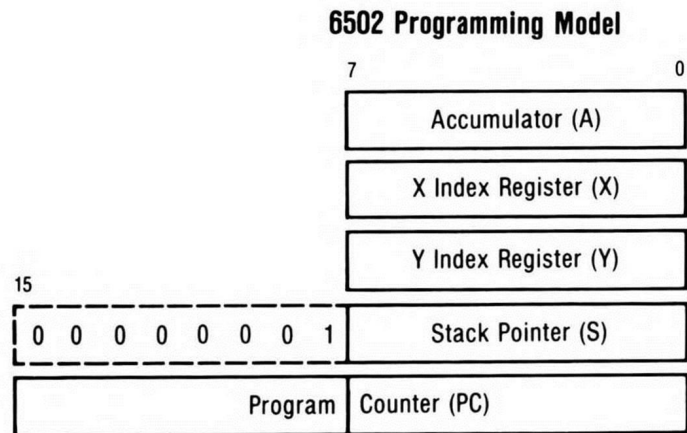 6502 Programming Model
7 0
Accumulator (A)
X Index Register (X)
Y Index Register (Y)
15
0 0 0 0 0 0 0 1 Stack Pointer (S)
Program Counter (PC)